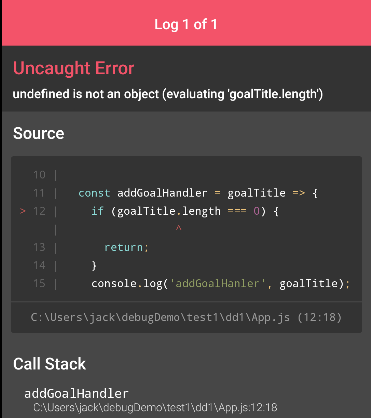 Log 1 of 1
Uncaught Error
undefined is not an object (evaluating 'goalTitle.length')
Source
10 |
11 |   const addGoalHandler = goalTitle => {
> 12 |     if (goalTitle.length === 0) {
|                   ^
13 |       return;
14 |     }
15 |     console.log('addGoalHanler', goalTitle);
C:\Users\jack\debugDemo\test1\dd1\App.js (12:18)
Call Stack
addGoalHandler
C:\Users\jack\debugDemo\test1\dd1\App.js:12:18